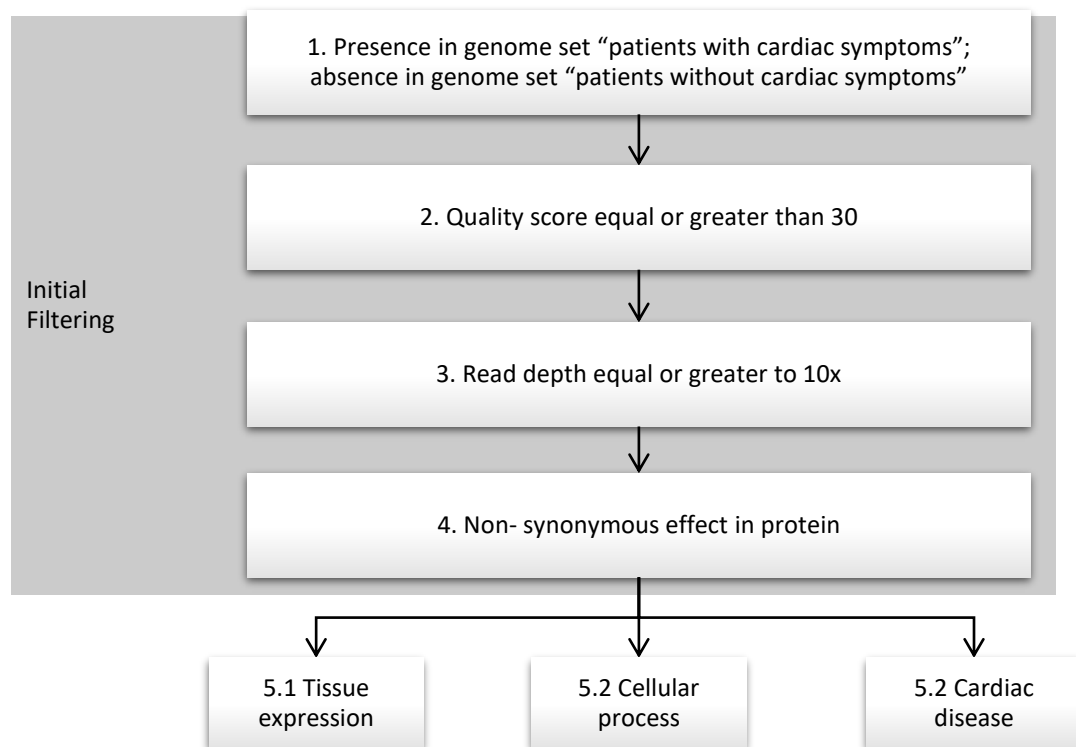 1. Presence in genome set “patients with cardiac symptoms”;
absence in genome set “patients without cardiac symptoms”
2. Quality score equal or greater than 30
Initial
Filtering
3. Read depth equal or greater to 10x
4. Non- synonymous effect in protein
5.1 Tissue
expression
5.2 Cellular
process
5.2 Cardiac
disease